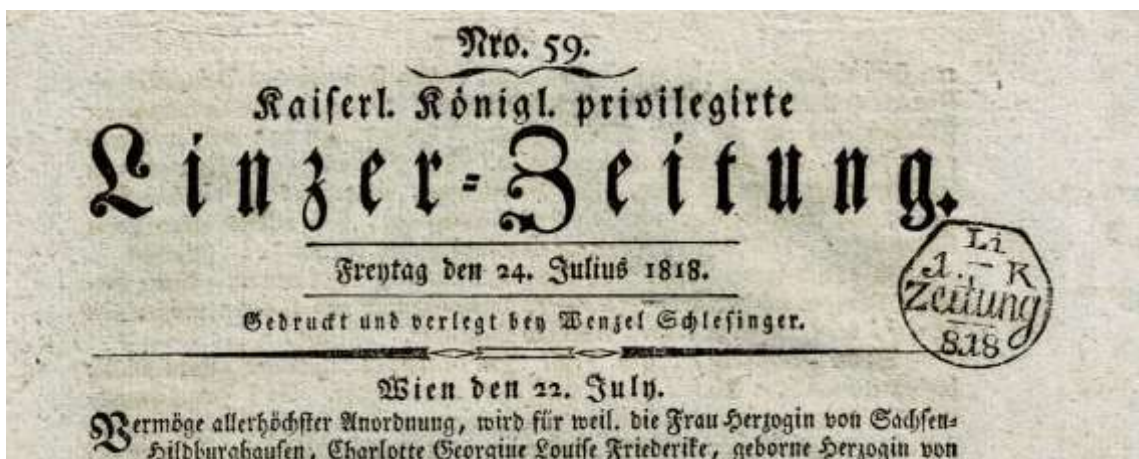 Nro. 59.
Kaiserl. Königl. privilegirte
Linzer-Zeitung.
Freytag den 24. Julius 1818.
Gedruckt und verlegt bey Wenzel Schlesinger.
Li
1. — K
Zeitung
818
Wien den 22. July.
Vermöge allerhöchster Anordnung, wird für weil. die Frau Herzogin von Sachsen-
Hildburghausen, Charlotte Georgine Louise Friederike, geborne Herzogin von